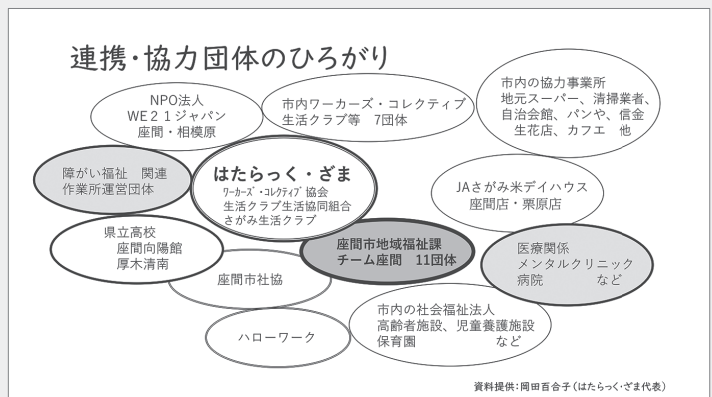 連携・協力団体のひろがり
NPO法人
WE21ジャパン
座間・相模原
市内ワーカーズ・コレクティブ
生活クラブ等　7団体
市内の協力事業所
地元スーパー、清掃業者、
自治会館、パンや、信金
生花店、カフェ　他
障がい福祉　関連
作業所運営団体
はたらっく・ざま
ワーカーズ・コレクティブ協会
生活クラブ生活協同組合
さがみ生活クラブ
JAさがみ米デイハウス
座間店・栗原店
県立高校
座間向陽館
厚木清南
座間市地域福祉課
チーム座間　11団体
医療関係
メンタルクリニック
病院　　　　など
座間市社協
市内の社会福祉法人
高齢者施設、児童養護施設
保育園　　　　　　など
ハローワーク
資料提供：岡田百合子（はたらっく・ざま代表）